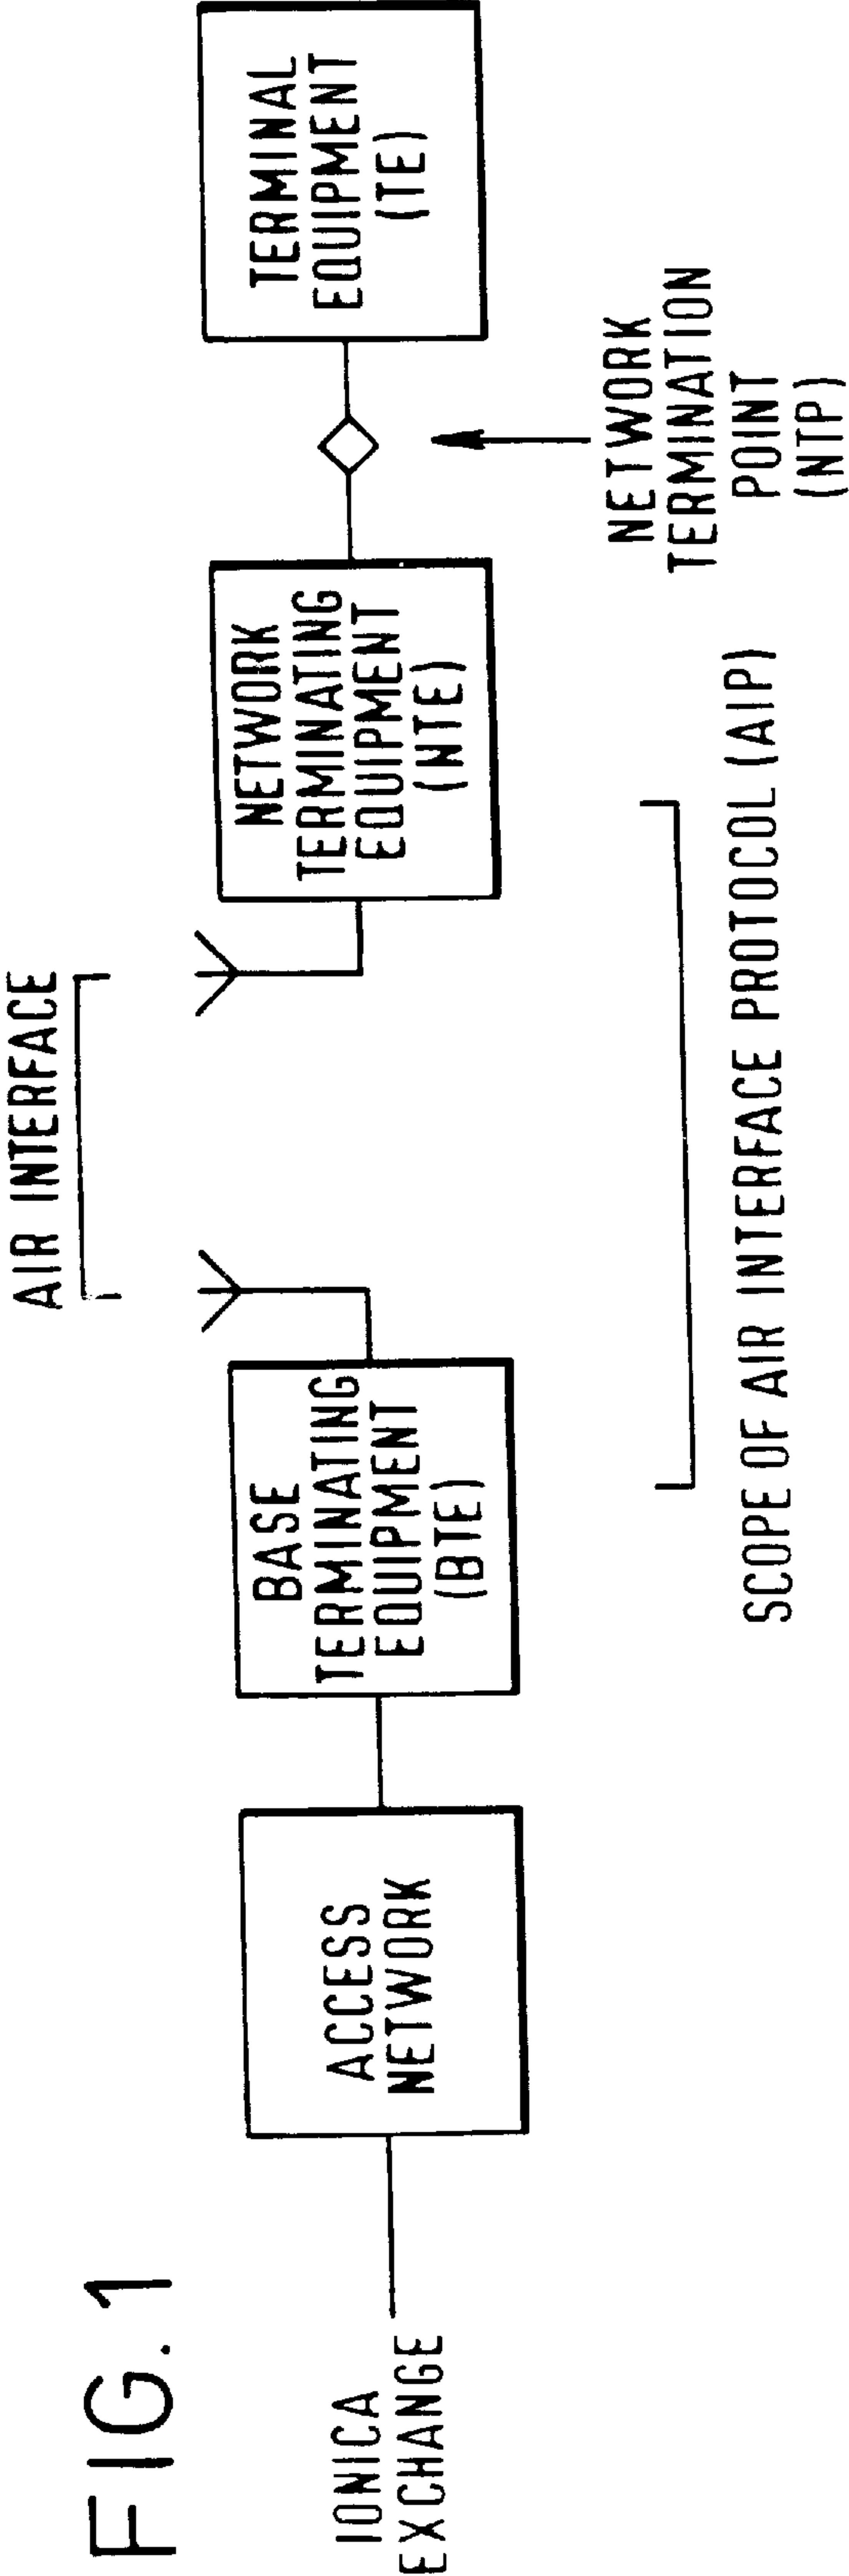 FIG. 1
AIR INTERFACE
IONICA
EXCHANGE
ACCESS
NETWORK
BASE
TERMINATING
EQUIPMENT
(BTE)
NETWORK
TERMINATING
EQUIPMENT
(NTE)
TERMINAL
EQUIPMENT
(TE)
NETWORK
TERMINATION
POINT
(NTP)
SCOPE OF AIR INTERFACE PROTOCOL (AIP)